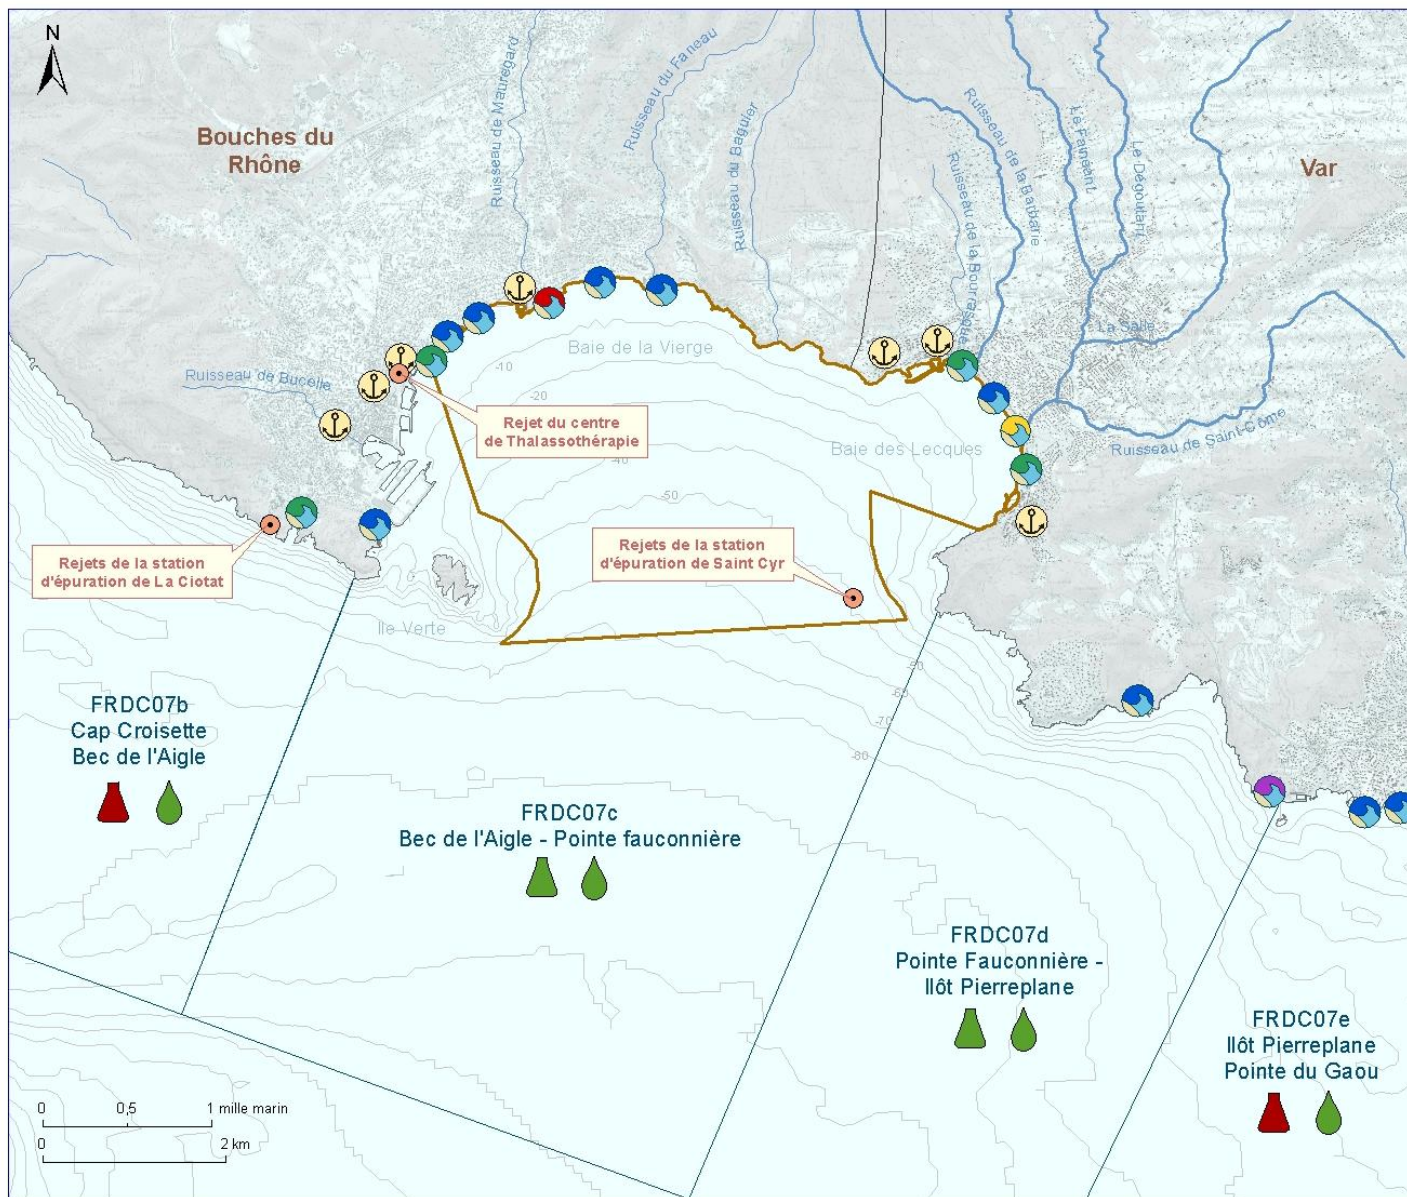 N
Bouches du
Rhône
Var
Ruisseau de Mauregard
Ruisseau du Faneau
Ruisseau du Baguier
Ruisseau de la Bourrasque
Ruisseau de la Barbarie
Le Fainéant
Le Dégoutant
La Salle
Ruisseau de Saint-Côme
Ruisseau de Bucelle
Baie de la Vierge
-10
-20
Rejet du centre
de Thalassothérapie
-40
Baie des Lecques
-50
Rejets de la station
d'épuration de Saint Cyr
Rejets de la station
d'épuration de La Ciotat
Ile Verte
-60
-70
-80
FRDC07b
Cap Croisette
Bec de l'Aigle
FRDC07c
Bec de l'Aigle - Pointe fauconnière
FRDC07d
Pointe Fauconnière -
Ilôt Pierreplane
FRDC07e
Ilôt Pierreplane
Pointe du Gaou
0 0,5 1 mille marin
0 2 km